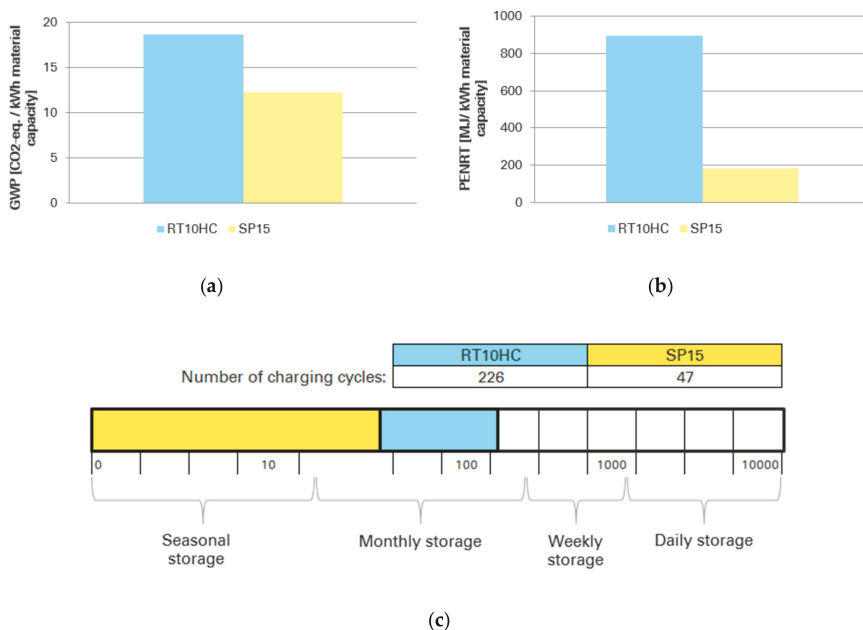 GWP [CO2-eq. / kWh material
capacity]
20
15
10
5
0
RT10HC SP15
(a)
PENRT [MJ/ kWh material
capacity]
1000
800
600
400
200
0
RT10HC SP15
(b)
RT10HC SP15
Number of charging cycles: 226 47
0 10 100 1000 10000
Seasonal
storage
Monthly storage
Weekly
storage
Daily storage
(c)